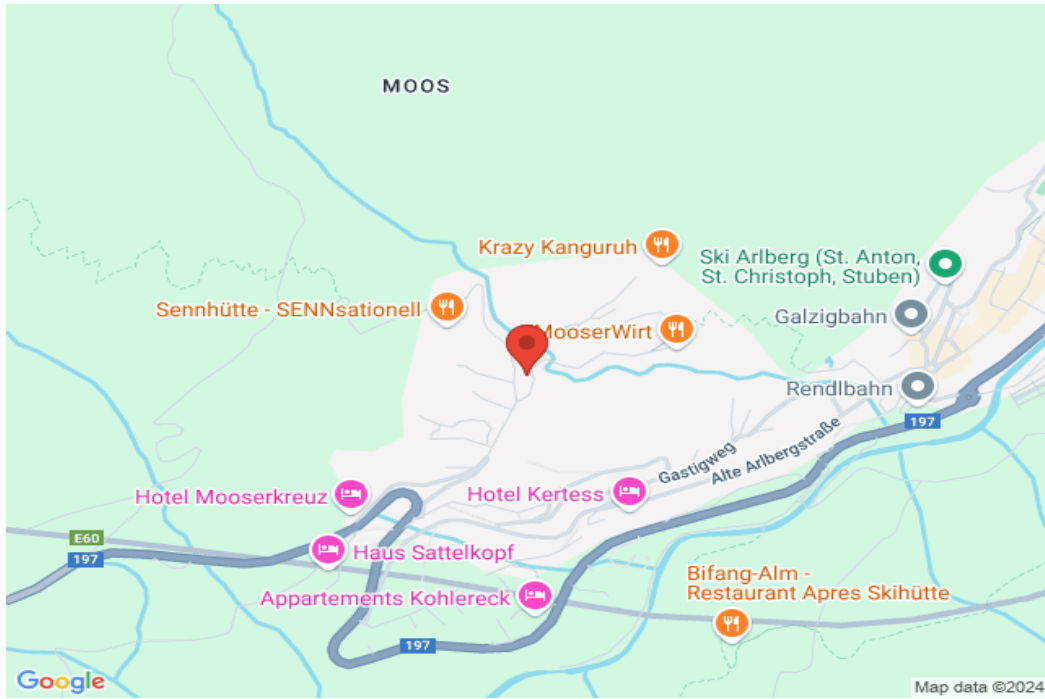 MOOS
Krazy Kanguruh
Ski Arlberg (St. Anton,
St. Christoph, Stuben)
Sennhütte - SENNsationell
Galzigbahn
MooserWirt
Rendlbahn
197
Gastigweg
Alte Arlbergstraße
Hotel Mooserkreuz
Hotel Kertess
E60
197
Haus Sattelkopf
Bifang-Alm -
Restaurant Apres Skihütte
Appartements Kohlereck
197
Google
Map data ©2024